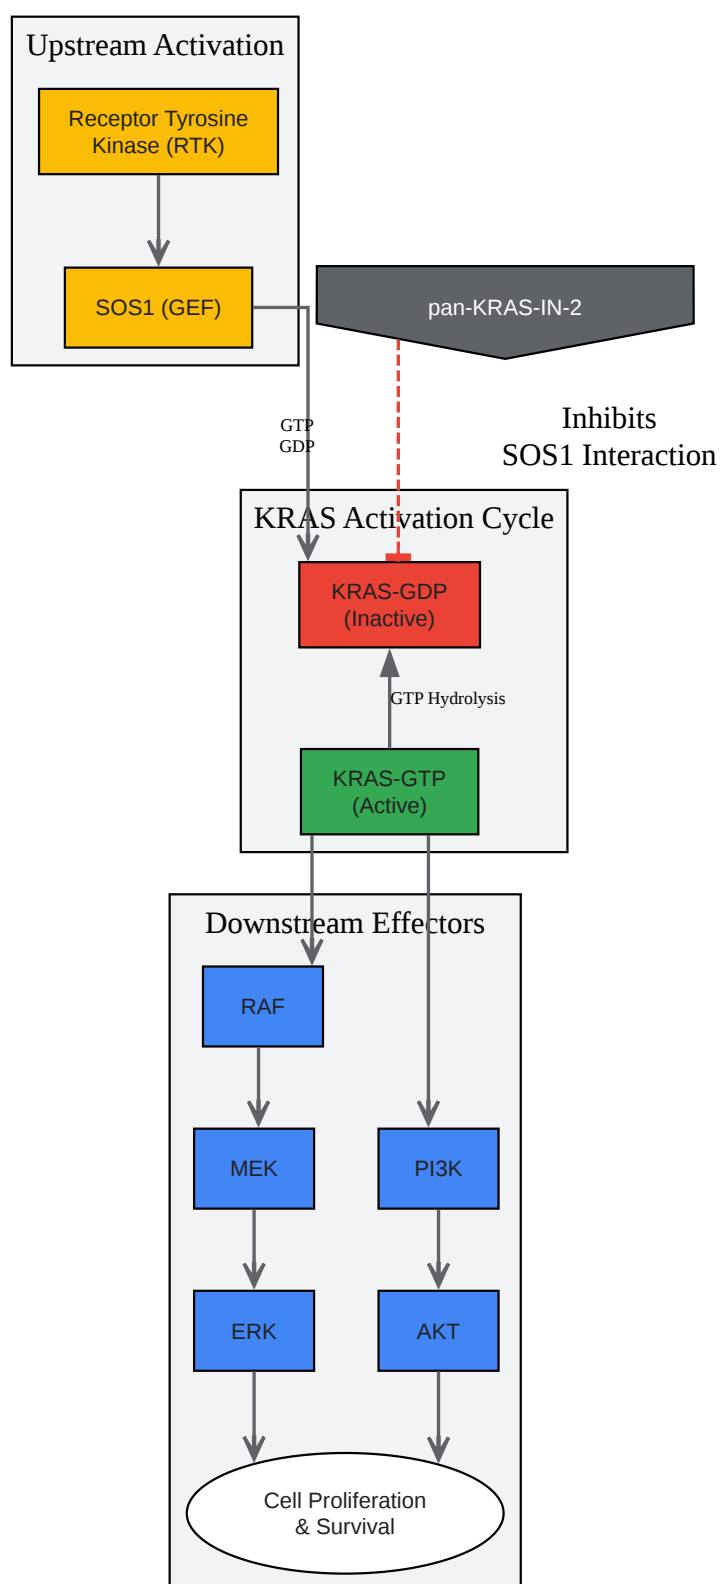 Upstream Activation
Receptor Tyrosine
Kinase (RTK)
SOS1 (GEF)
pan-KRAS-IN-2
GTP
GDP
Inhibits
SOS1 Interaction
KRAS Activation Cycle
KRAS-GDP
(Inactive)
GTP Hydrolysis
KRAS-GTP
(Active)
Downstream Effectors
RAF
MEK
PI3K
ERK
AKT
Cell Proliferation
& Survival